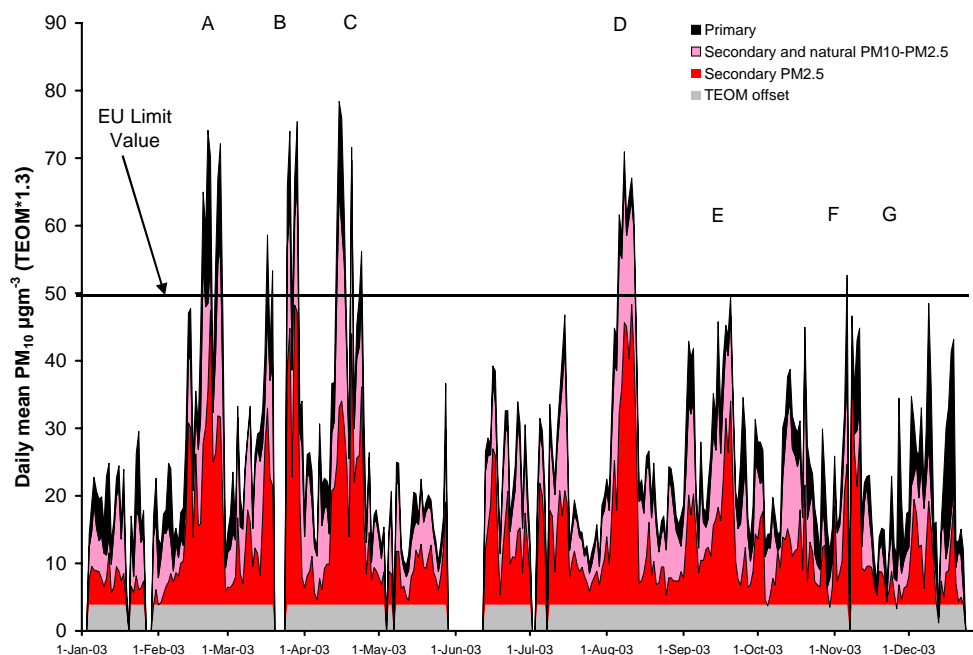 90
80
70
60
50
40
30
20
10
0
Daily mean PM10 µgm-3 (TEOM*1.3)
A B C D
Primary
Secondary and natural PM10-PM2.5
Secondary PM2.5
TEOM offset
EU Limit
Value
E F G
1-Jan-03 1-Feb-03 1-Mar-03 1-Apr-03 1-May-03 1-Jun-03 1-Jul-03 1-Aug-03 1-Sep-03 1-Oct-03 1-Nov-03 1-Dec-03